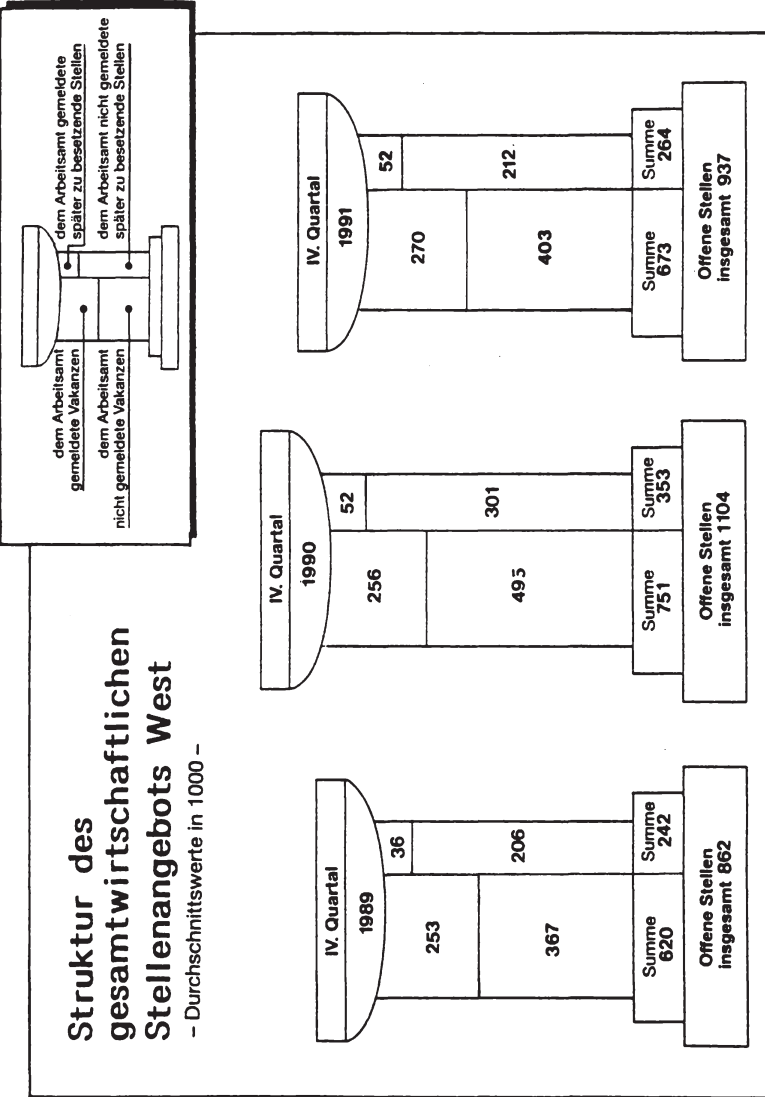 Struktur des
gesamtwirtschaftlichen
Stellenangebots West
– Durchschnittswerte in 1000 –
dem Arbeitsamt
gemeldete Vakanzen
dem Arbeitsamt
nicht gemeldete Vakanzen
dem Arbeitsamt gemeldete
später zu besetzende Stellen
dem Arbeitsamt nicht gemeldete
später zu besetzende Stellen
IV. Quartal
1989
253
36
367
206
Summe
620
Summe
242
Offene Stellen
insgesamt 862
IV. Quartal
1990
256
52
495
301
Summe
751
Summe
353
Offene Stellen
insgesamt 1104
IV. Quartal
1991
270
52
403
212
Summe
673
Summe
264
Offene Stellen
insgesamt 937